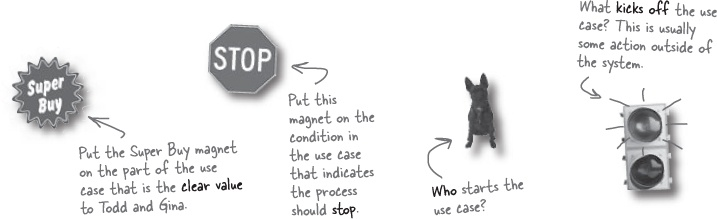 Super
Buy
Put the Super Buy magnet
on the part of the use
case that is the clear value
to Todd and Gina.
STOP
Put this
magnet on the
condition in
the use case
that indicates
the process
should stop.
Who starts the
use case?
What kicks off the use
case? This is usually
some action outside of
the system.